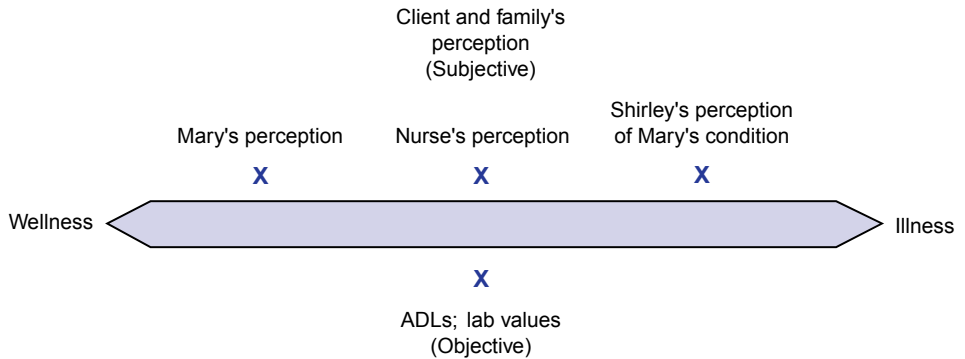 Client and family's
perception
(Subjective)
Mary's perception
Nurse's perception
Shirley's perception
of Mary's condition
X
X
X
Wellness
Illness
X
ADLs; lab values
(Objective)